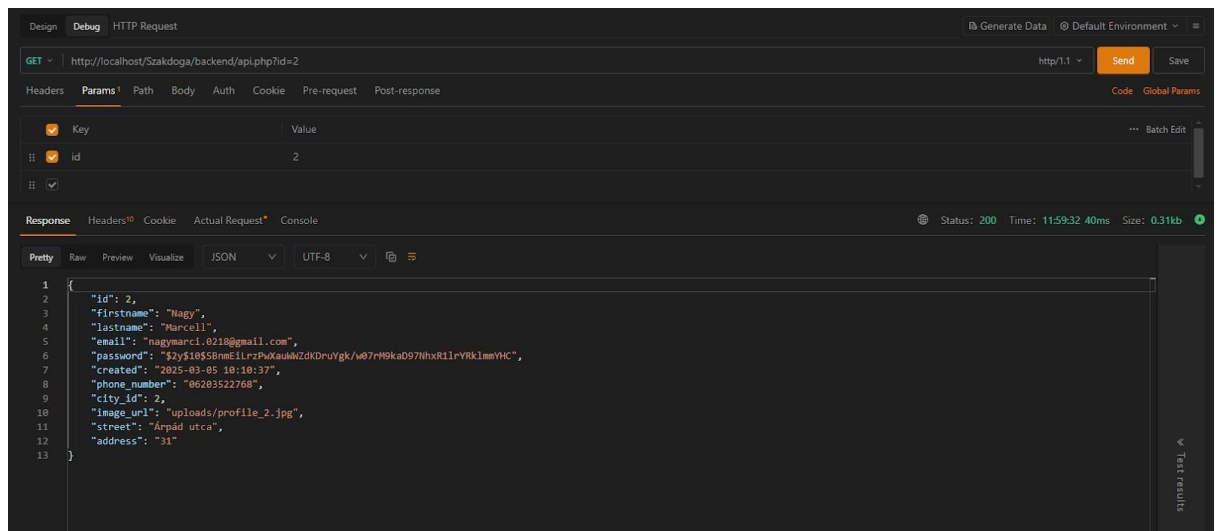 Design Debug HTTP Request Generate Data Default Environment
GET http://localhost/Szakdoga/backend/api.php?id=2 http/1.1 Send Save
Headers Params 1 Path Body Auth Cookie Pre-request Post-response Code Global Params
Key Value ··· Batch Edit
id 2
Response Headers 10 Cookie Actual Request Console Status: 200 Time: 11:59:32 40ms Size: 0.31kb
Pretty Raw Preview Visualize JSON UTF-8
1 {
2 "id": 2,
3 "firstname": "Nagy",
4 "lastname": "Marcell",
5 "email": "nagymarci.0218@gmail.com",
6 "password": "$2y$10$SBnmEiLrzPwXauWWZdKDruYgk/w07rM9kaD97NhxR1lrYRklmmYHC",
7 "created": "2025-03-05 10:10:37",
8 "phone_number": "06203522768",
9 "city_id": 2,
10 "image_url": "uploads/profile_2.jpg",
11 "street": "Árpád utca",
12 "address": "31"
13 }
Test results